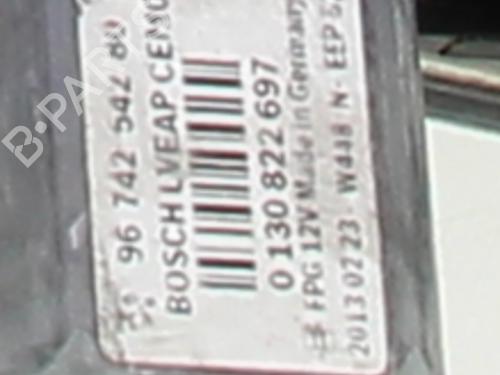 96 742 542 80
BOSCH LVEAP CEM
0 130 822 697
FPG 12V Made in Germany
2013 02 23 - W448 - N - EEP
B-PARTS